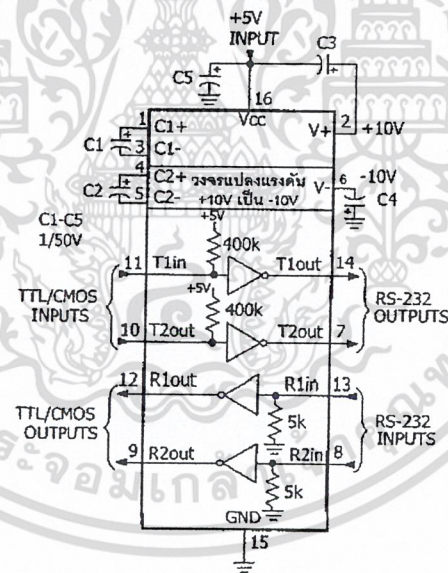 +5V
INPUT
C3
C5
16
1
C1+
Vcc
V+
2
+10V
C1
3
C1-
4
C2+
วงจรแปลงแรงดัน
V-
6
-10V
C2
5
C2-
+10V เป็น -10V
C4
C1-C5
1/50V
+5V
400k
11
T1in
T1out
14
TTL/CMOS
INPUTS
+5V
400k
RS-232
OUTPUTS
10
T2out
T2out
7
12
R1out
R1in
13
TTL/CMOS
OUTPUTS
5k
RS-232
INPUTS
9
R2out
R2in
8
5k
GND
15